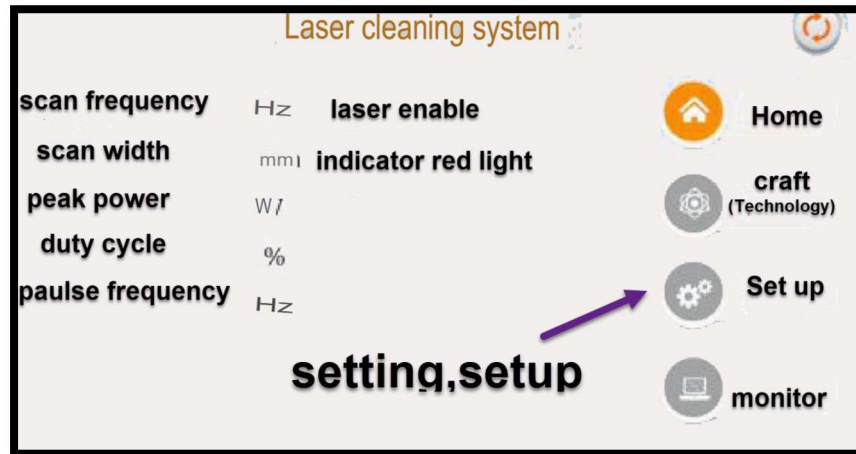 Laser cleaning system
scan frequency Hz laser enable
scan width mm indicator red light
peak power W
duty cycle %
paulse frequency Hz
Home
craft
(Technology)
Set up
setting,setup
monitor